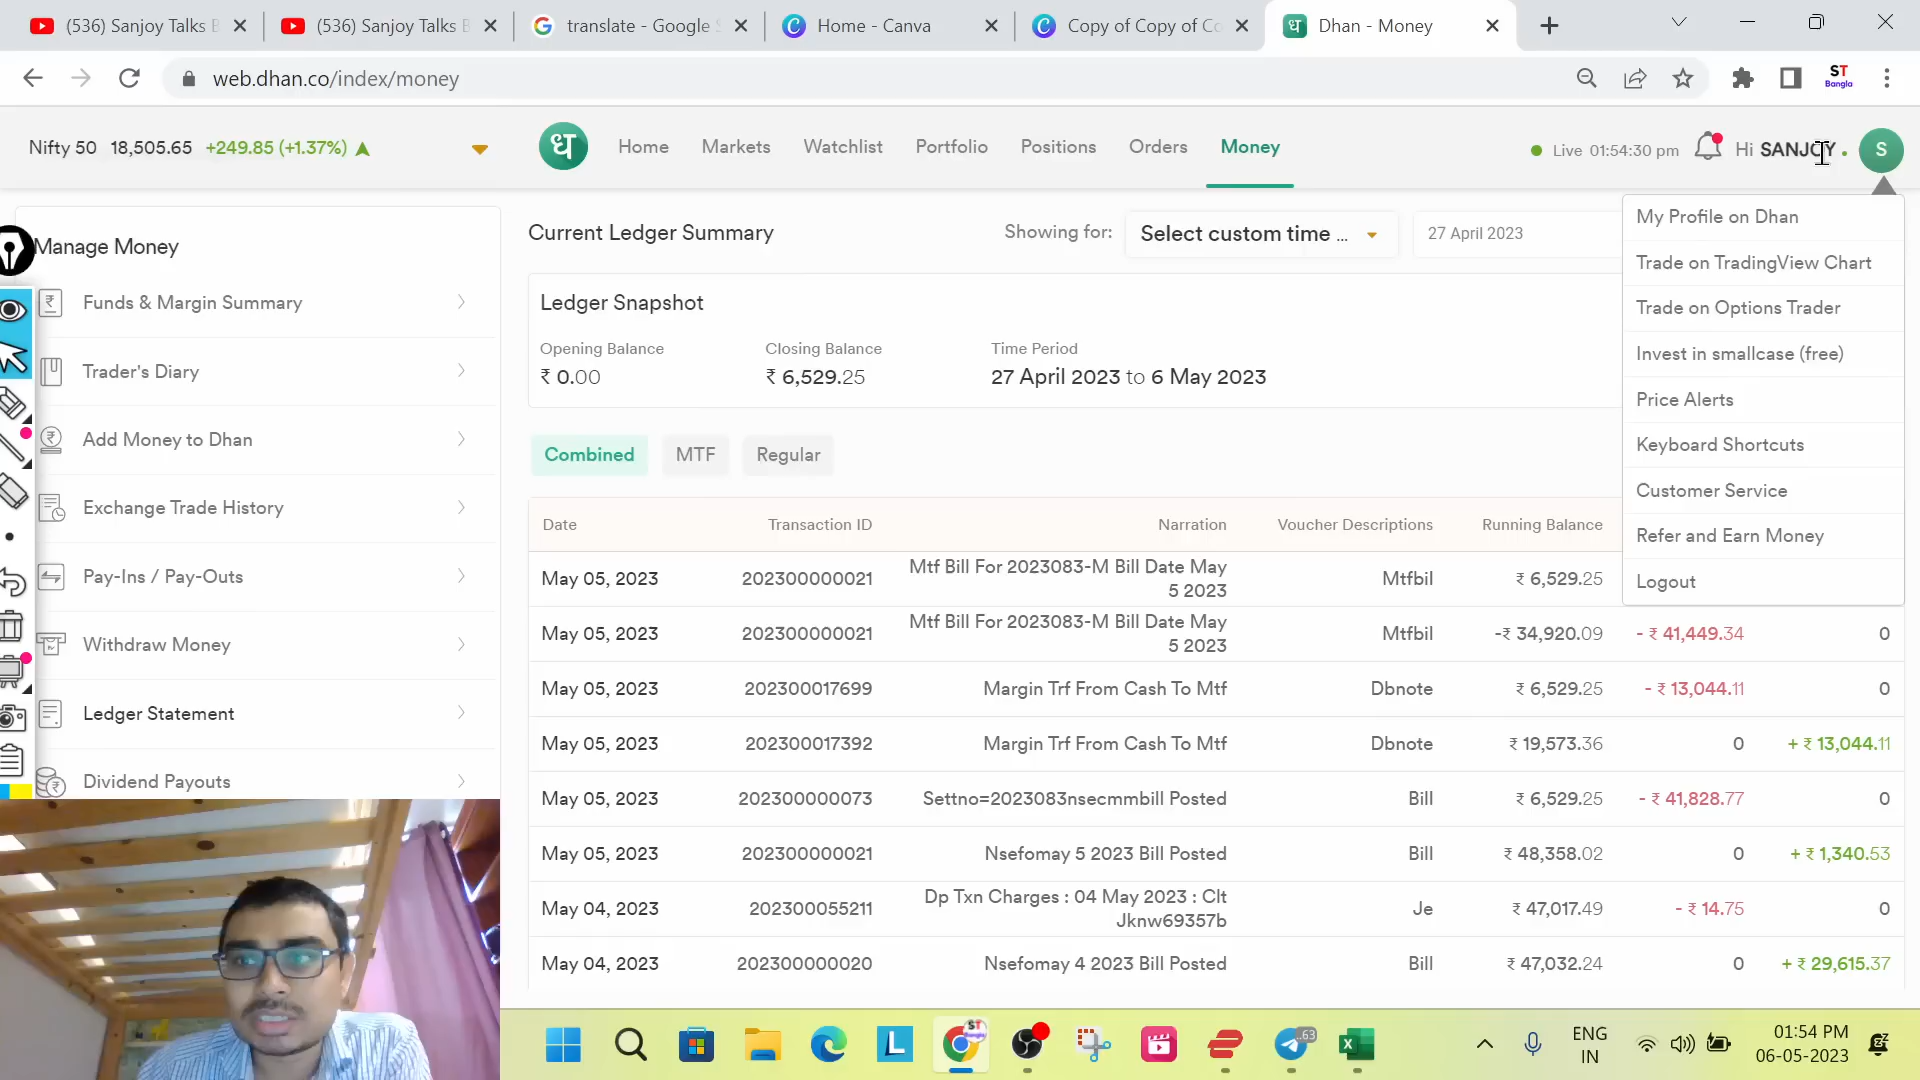 (536) Sanjoy Talks B
(536) Sanjoy Talks B
translate - Google S
Home - Canva
Copy of Copy of Co
Dhan - Money
web.dhan.co/index/money
ST
Bangla
Nifty 50 18,505.65 +249.85 (+1.37%)
ध
Home
Markets
Watchlist
Portfolio
Positions
Orders
Money
Live 01:54:30 pm
Hi SANJOY
S
Manage Money
Funds & Margin Summary
Trader's Diary
Add Money to Dhan
Exchange Trade History
Pay-Ins / Pay-Outs
Withdraw Money
Ledger Statement
Dividend Payouts
Current Ledger Summary
Showing for:
Select custom time ...
27 April 2023
Ledger Snapshot
Opening Balance
₹ 0.00
Closing Balance
₹ 6,529.25
Time Period
27 April 2023 to 6 May 2023
Combined
MTF
Regular
My Profile on Dhan
Trade on TradingView Chart
Trade on Options Trader
Invest in smallcase (free)
Price Alerts
Keyboard Shortcuts
Customer Service
Refer and Earn Money
Logout
Date Transaction ID Narration Voucher Descriptions Running Balance
May 05, 2023 202300000021 Mtf Bill For 2023083-M Bill Date May
5 2023 Mtfbil ₹ 6,529.25
May 05, 2023 202300000021 Mtf Bill For 2023083-M Bill Date May
5 2023 Mtfbil -₹ 34,920.09 - ₹ 41,449.34 0
May 05, 2023 202300017699 Margin Trf From Cash To Mtf Dbnote ₹ 6,529.25 - ₹ 13,044.11 0
May 05, 2023 202300017392 Margin Trf From Cash To Mtf Dbnote ₹ 19,573.36 0 + ₹ 13,044.11
May 05, 2023 202300000073 Settno=2023083nsecmmbill Posted Bill ₹ 6,529.25 - ₹ 41,828.77 0
May 05, 2023 202300000021 Nsefomay 5 2023 Bill Posted Bill ₹ 48,358.02 0 + ₹ 1,340.53
May 04, 2023 202300055211 Dp Txn Charges : 04 May 2023 : Clt
Jknw69357b Je ₹ 47,017.49 - ₹ 14.75 0
May 04, 2023 202300000020 Nsefomay 4 2023 Bill Posted Bill ₹ 47,032.24 0 + ₹ 29,615.37
L
ST
.63
ENG
IN
01:54 PM
06-05-2023